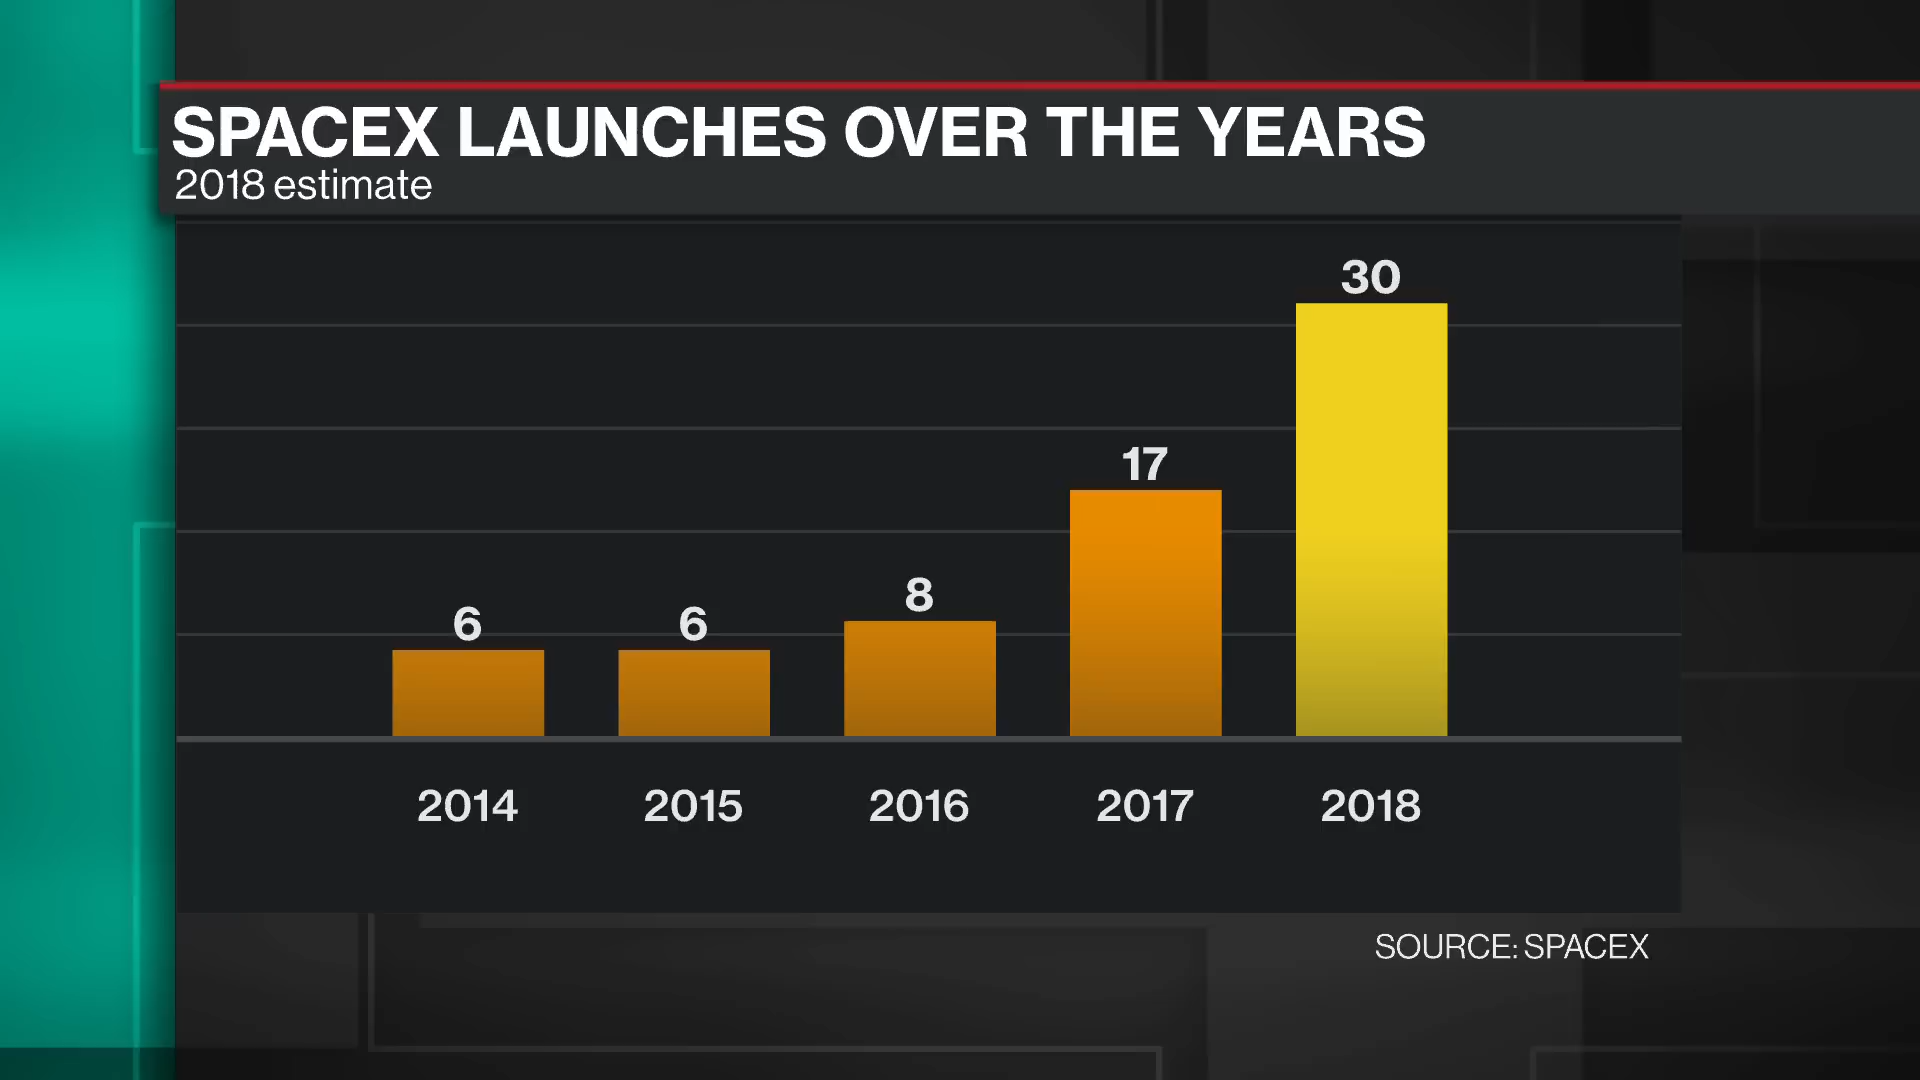 SPACEX LAUNCHES OVER THE YEARS
2018 estimate
30
17
8
6 6
2014 2015 2016 2017 2018
SOURCE: SPACEX